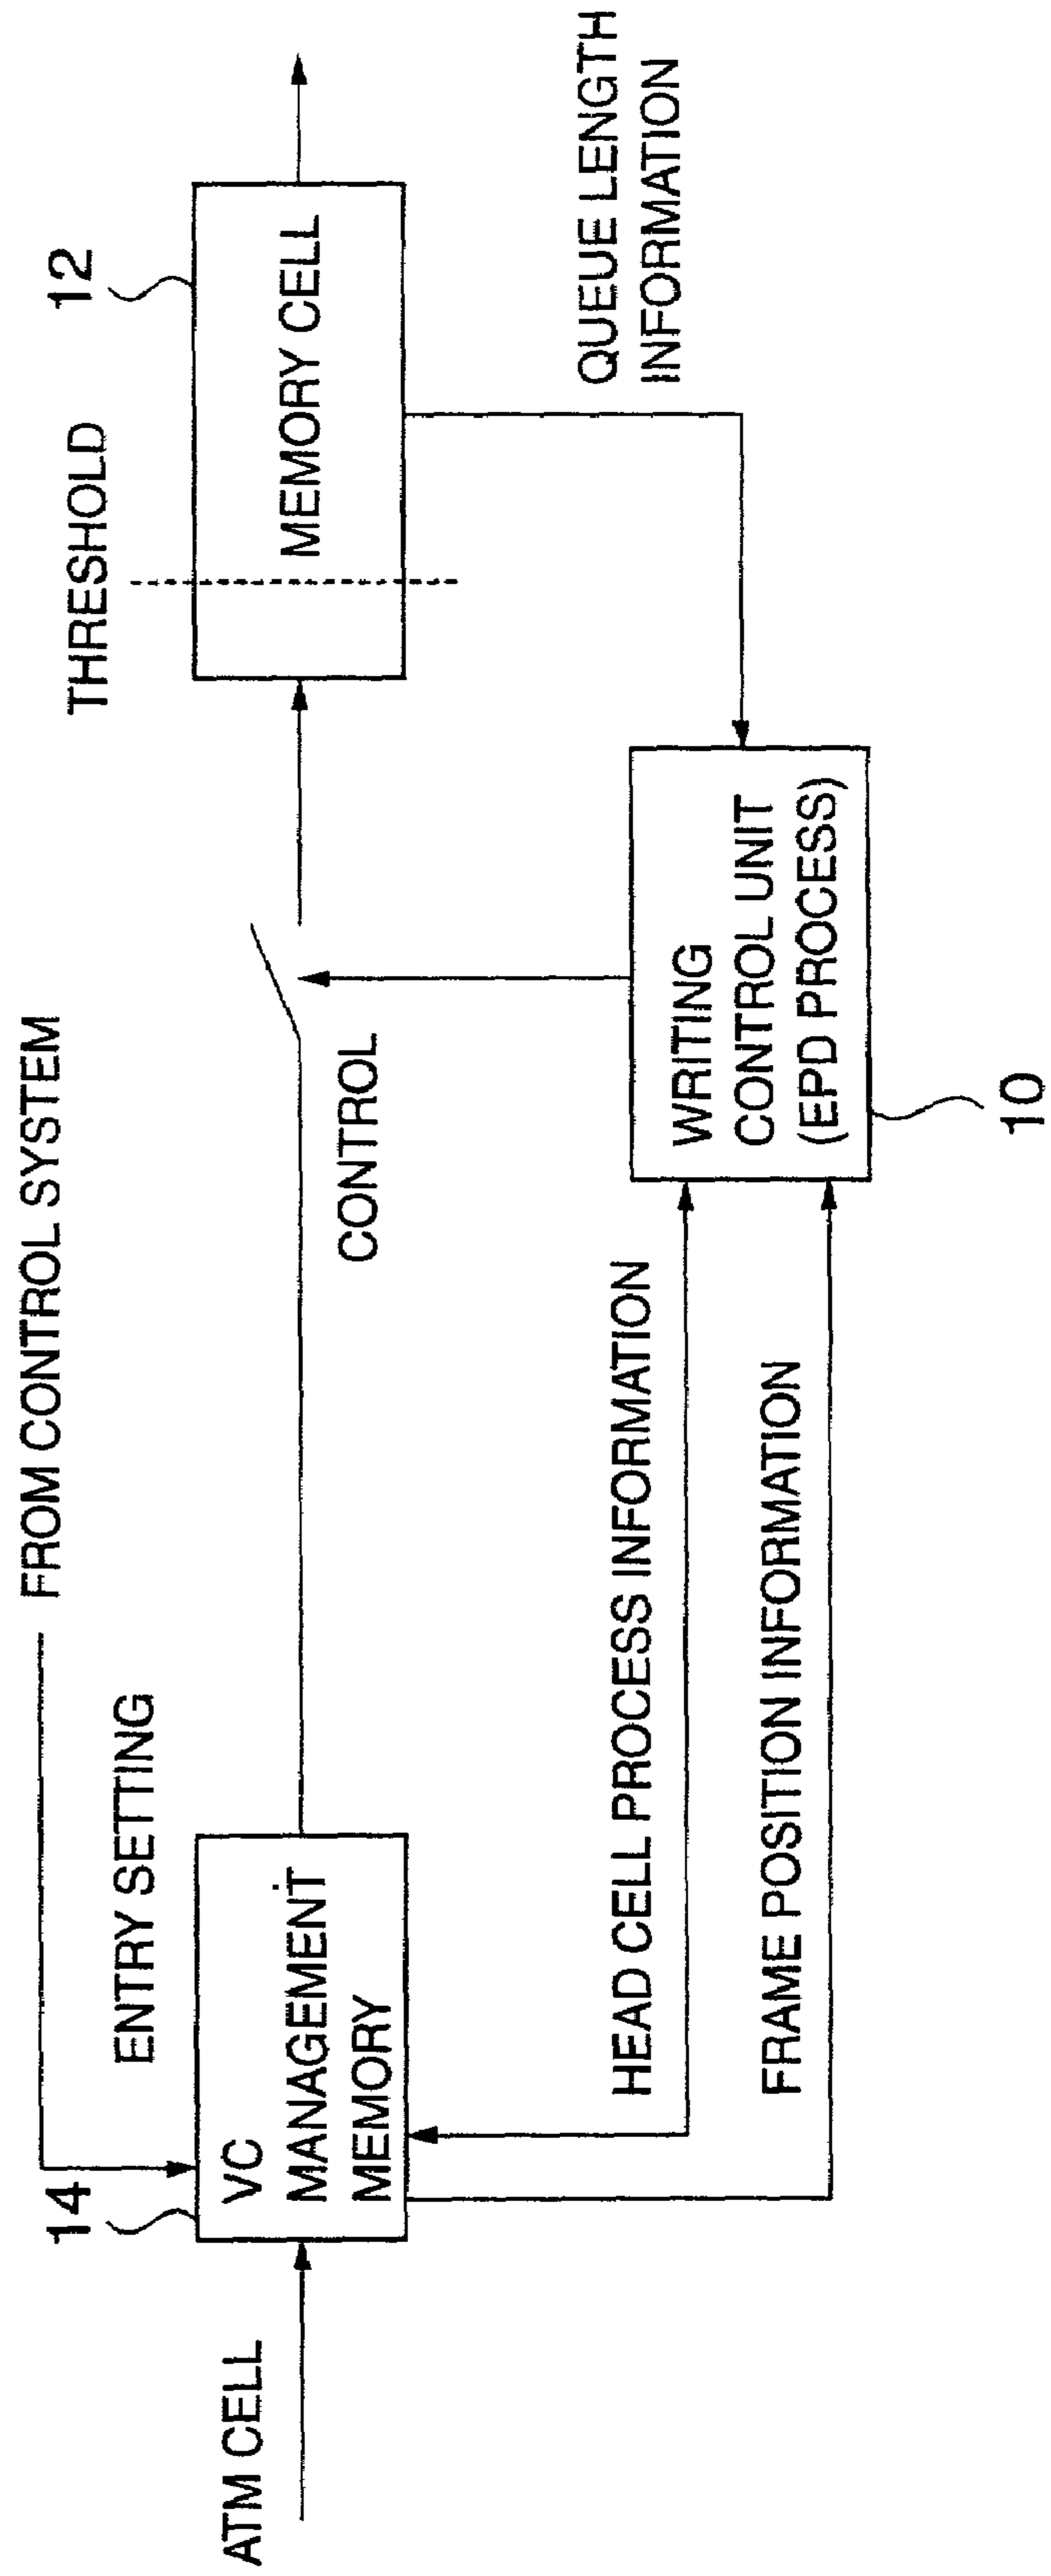 FROM CONTROL SYSTEM
14
ENTRY SETTING
THRESHOLD
12
ATM CELL
VC
MANAGEMENT
MEMORY
CONTROL
MEMORY CELL
HEAD CELL PROCESS INFORMATION
FRAME POSITION INFORMATION
WRITING
CONTROL UNIT
(EPD PROCESS)
10
QUEUE LENGTH
INFORMATION